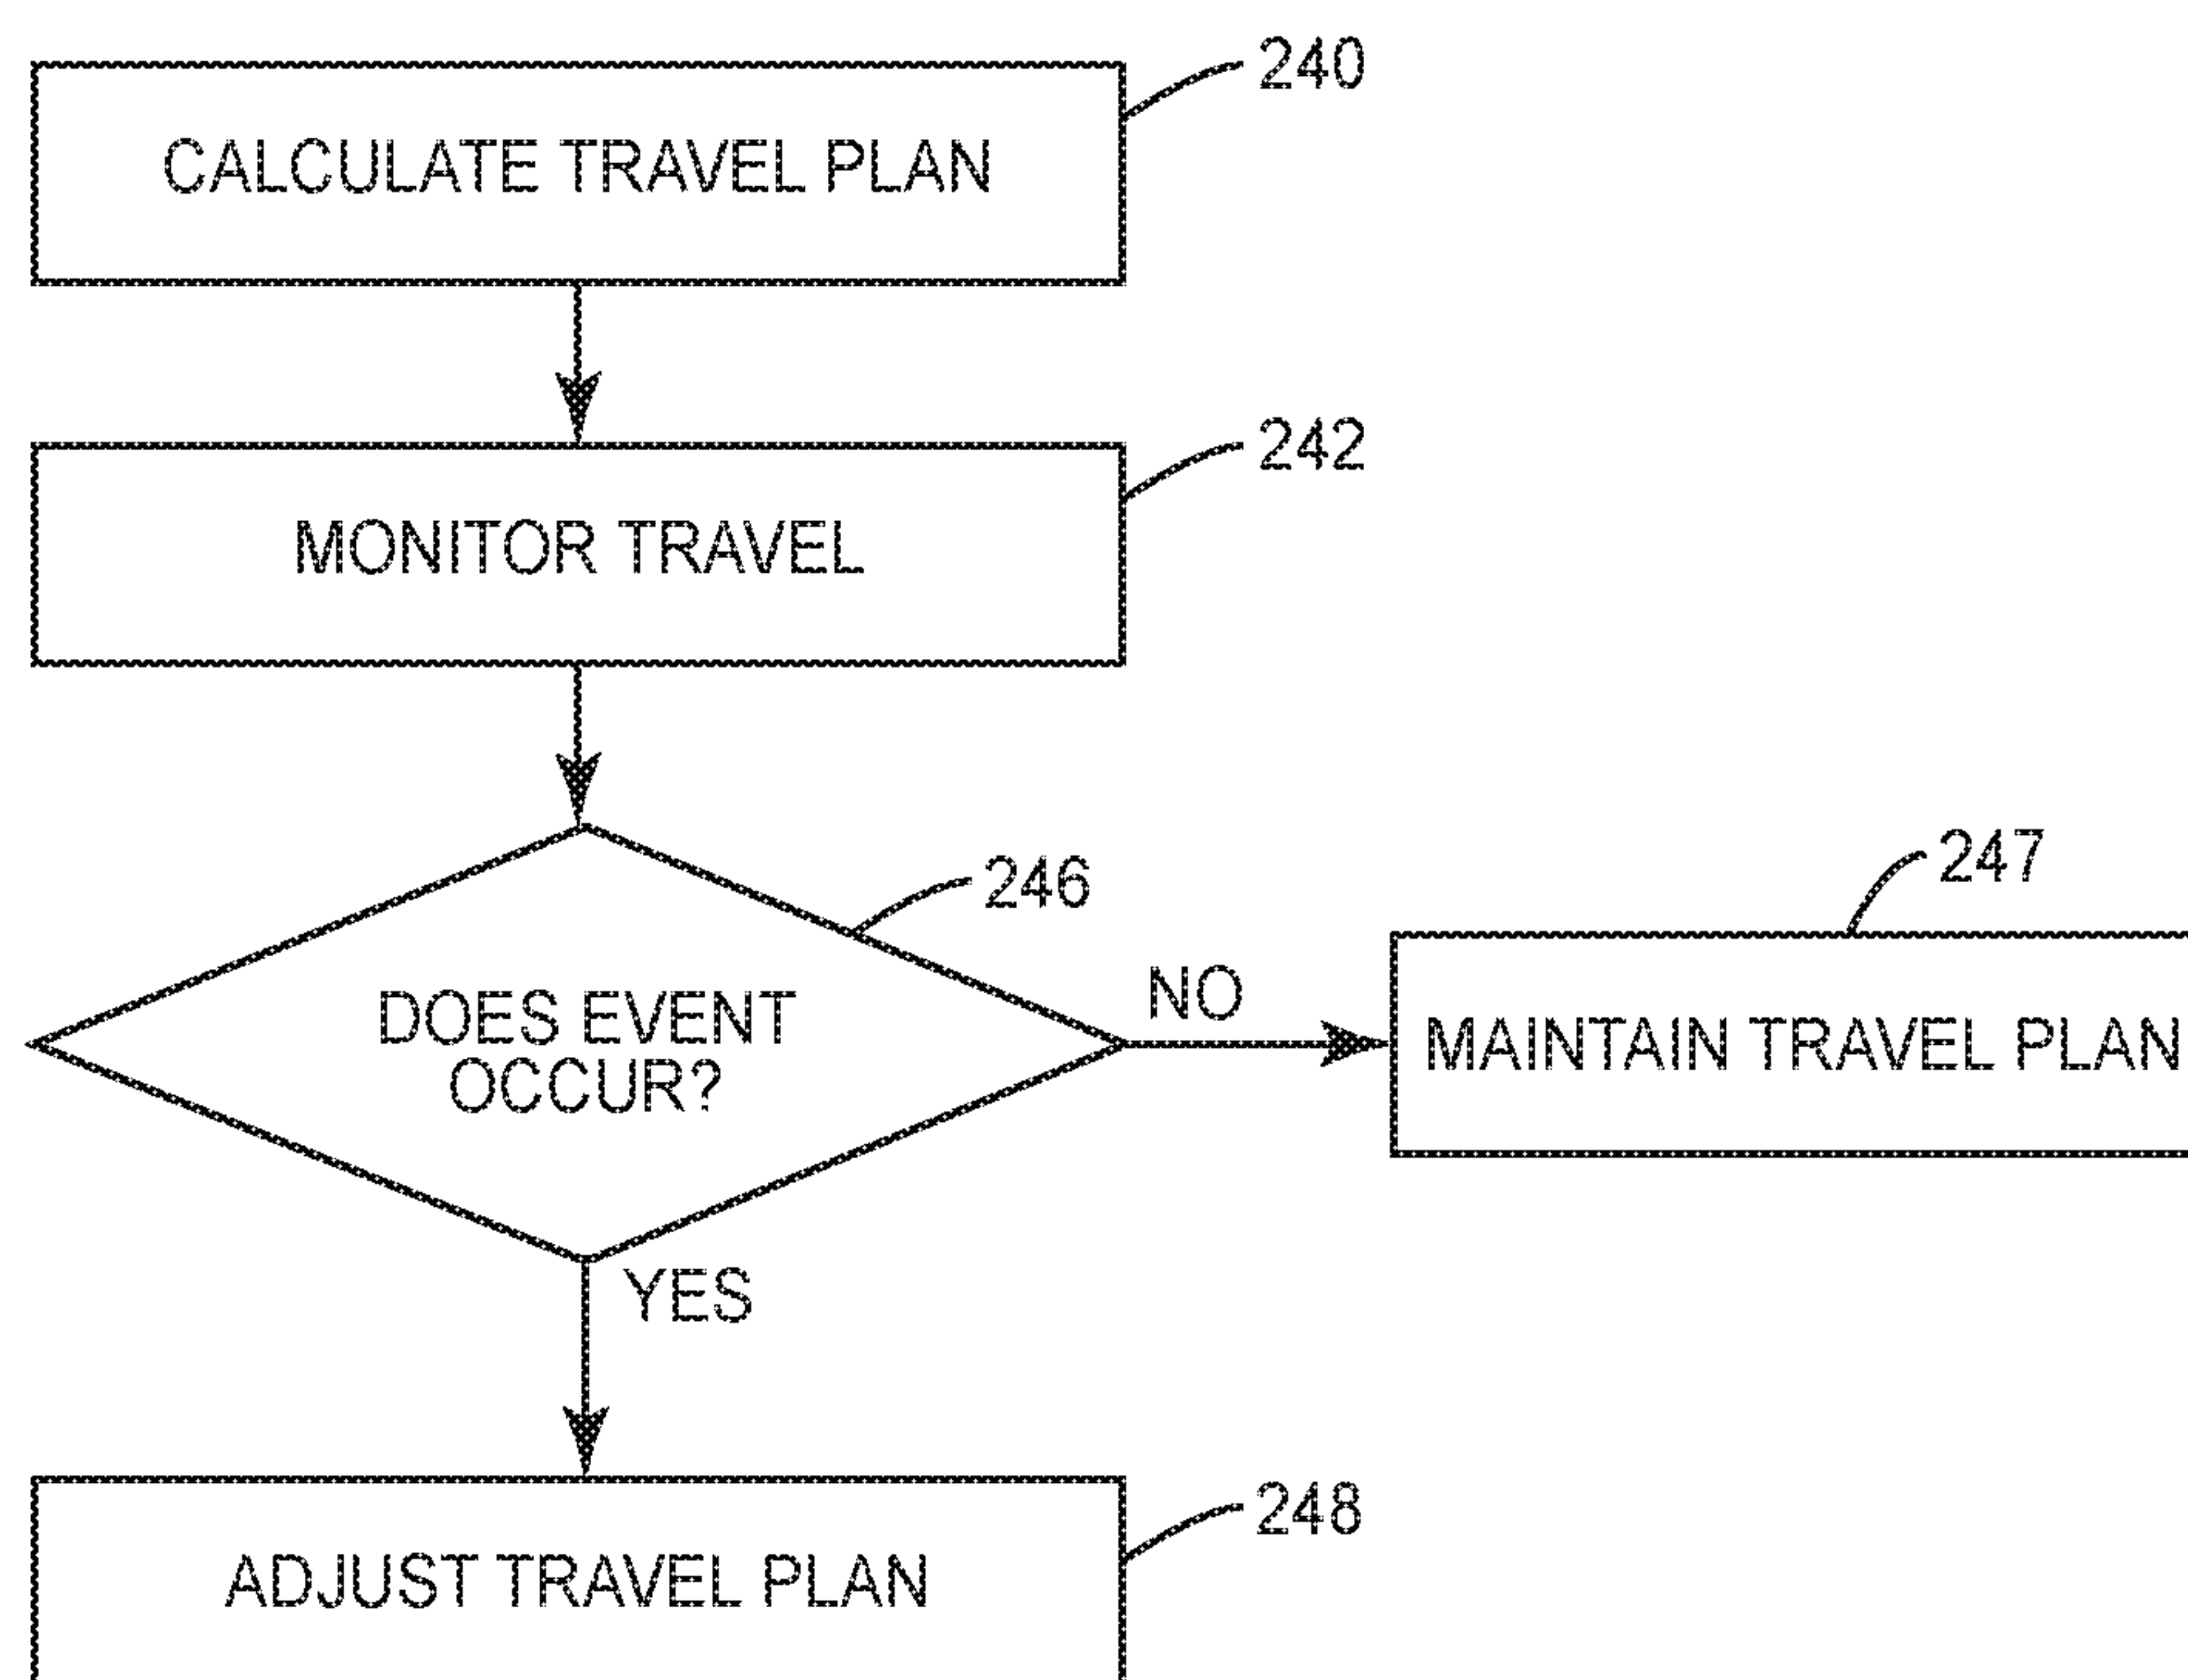 240
CALCULATE TRAVEL PLAN
242
MONITOR TRAVEL
246
DOES EVENT
OCCUR?
NO
247
MAINTAIN TRAVEL PLAN
YES
248
ADJUST TRAVEL PLAN